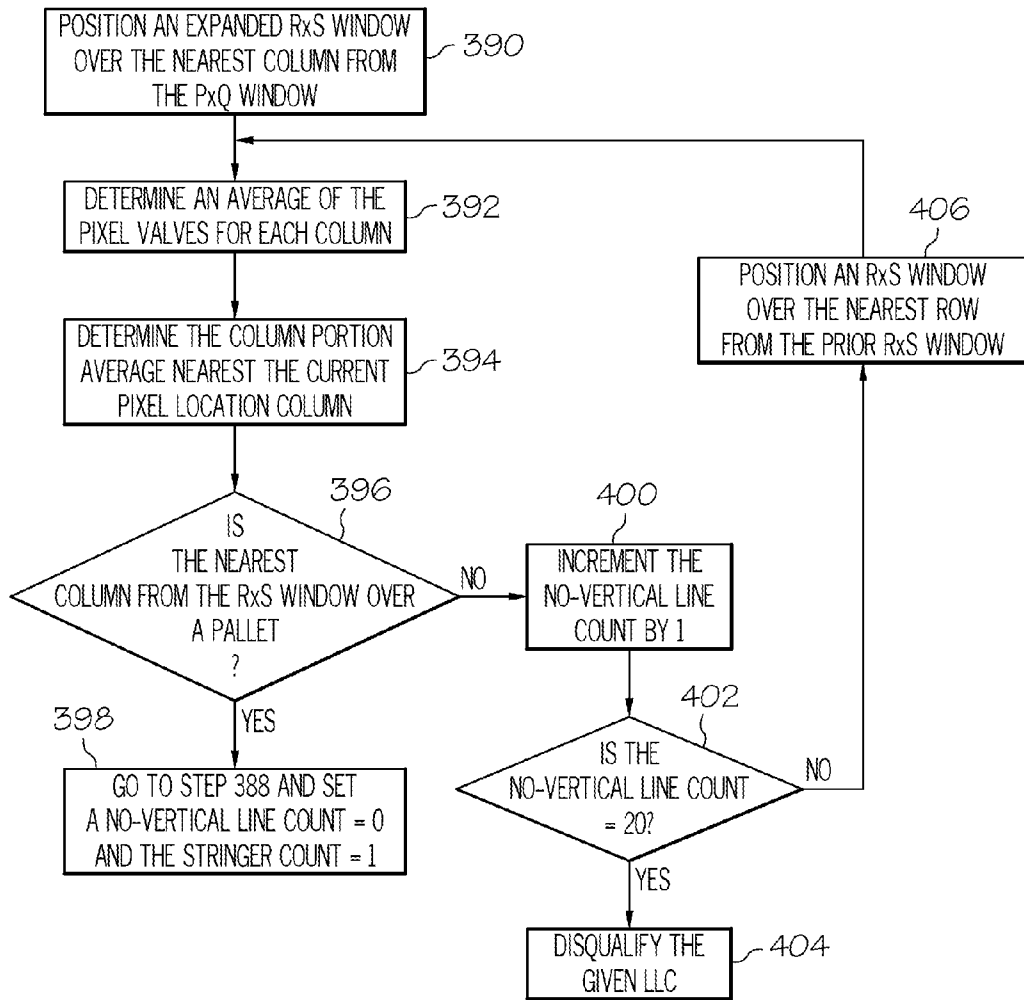 POSITION AN EXPANDED RxS WINDOW
OVER THE NEAREST COLUMN FROM
THE PxQ WINDOW
390
DETERMINE AN AVERAGE OF THE
PIXEL VALVES FOR EACH COLUMN
392
DETERMINE THE COLUMN PORTION
AVERAGE NEAREST THE CURRENT
PIXEL LOCATION COLUMN
394
IS
THE NEAREST
COLUMN FROM THE RxS WINDOW OVER
A PALLET
?
396
NO
YES
398
GO TO STEP 388 AND SET
A NO-VERTICAL LINE COUNT = 0
AND THE STRINGER COUNT = 1
400
INCREMENT THE
NO-VERTICAL LINE
COUNT BY 1
402
IS THE
NO-VERTICAL LINE COUNT
= 20?
NO
YES
DISQUALIFY THE
GIVEN LLC
404
406
POSITION AN RxS WINDOW
OVER THE NEAREST ROW
FROM THE PRIOR RxS WINDOW